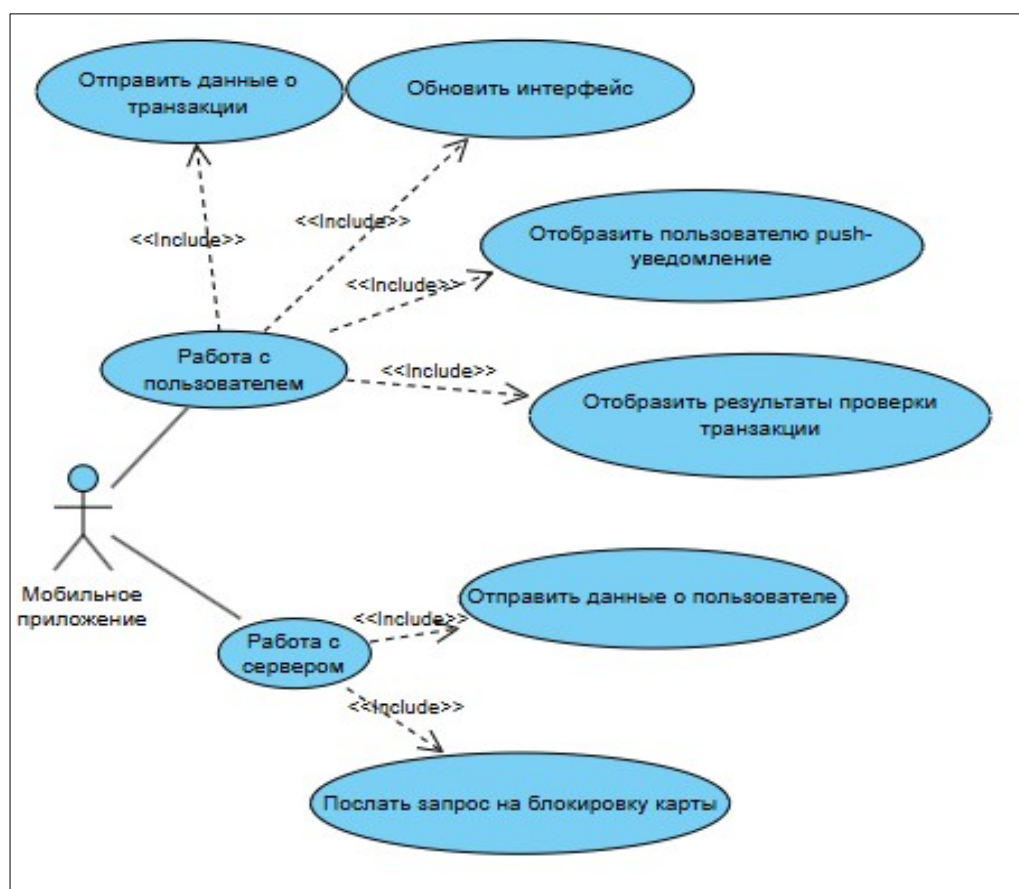 Отправить данные о
транзакции
Обновить интерфейс
<<Include>>
<<Include>>
Отобразить пользователю push-
уведомление
<<Include>>
Работа с
пользователем
<<Include>>
Отобразить результаты проверки
транзакции
Мобильное
приложение
Отправить данные о пользователе
<<Include>>
Работа с
сервером
<<Include>>
Послать запрос на блокировку карты